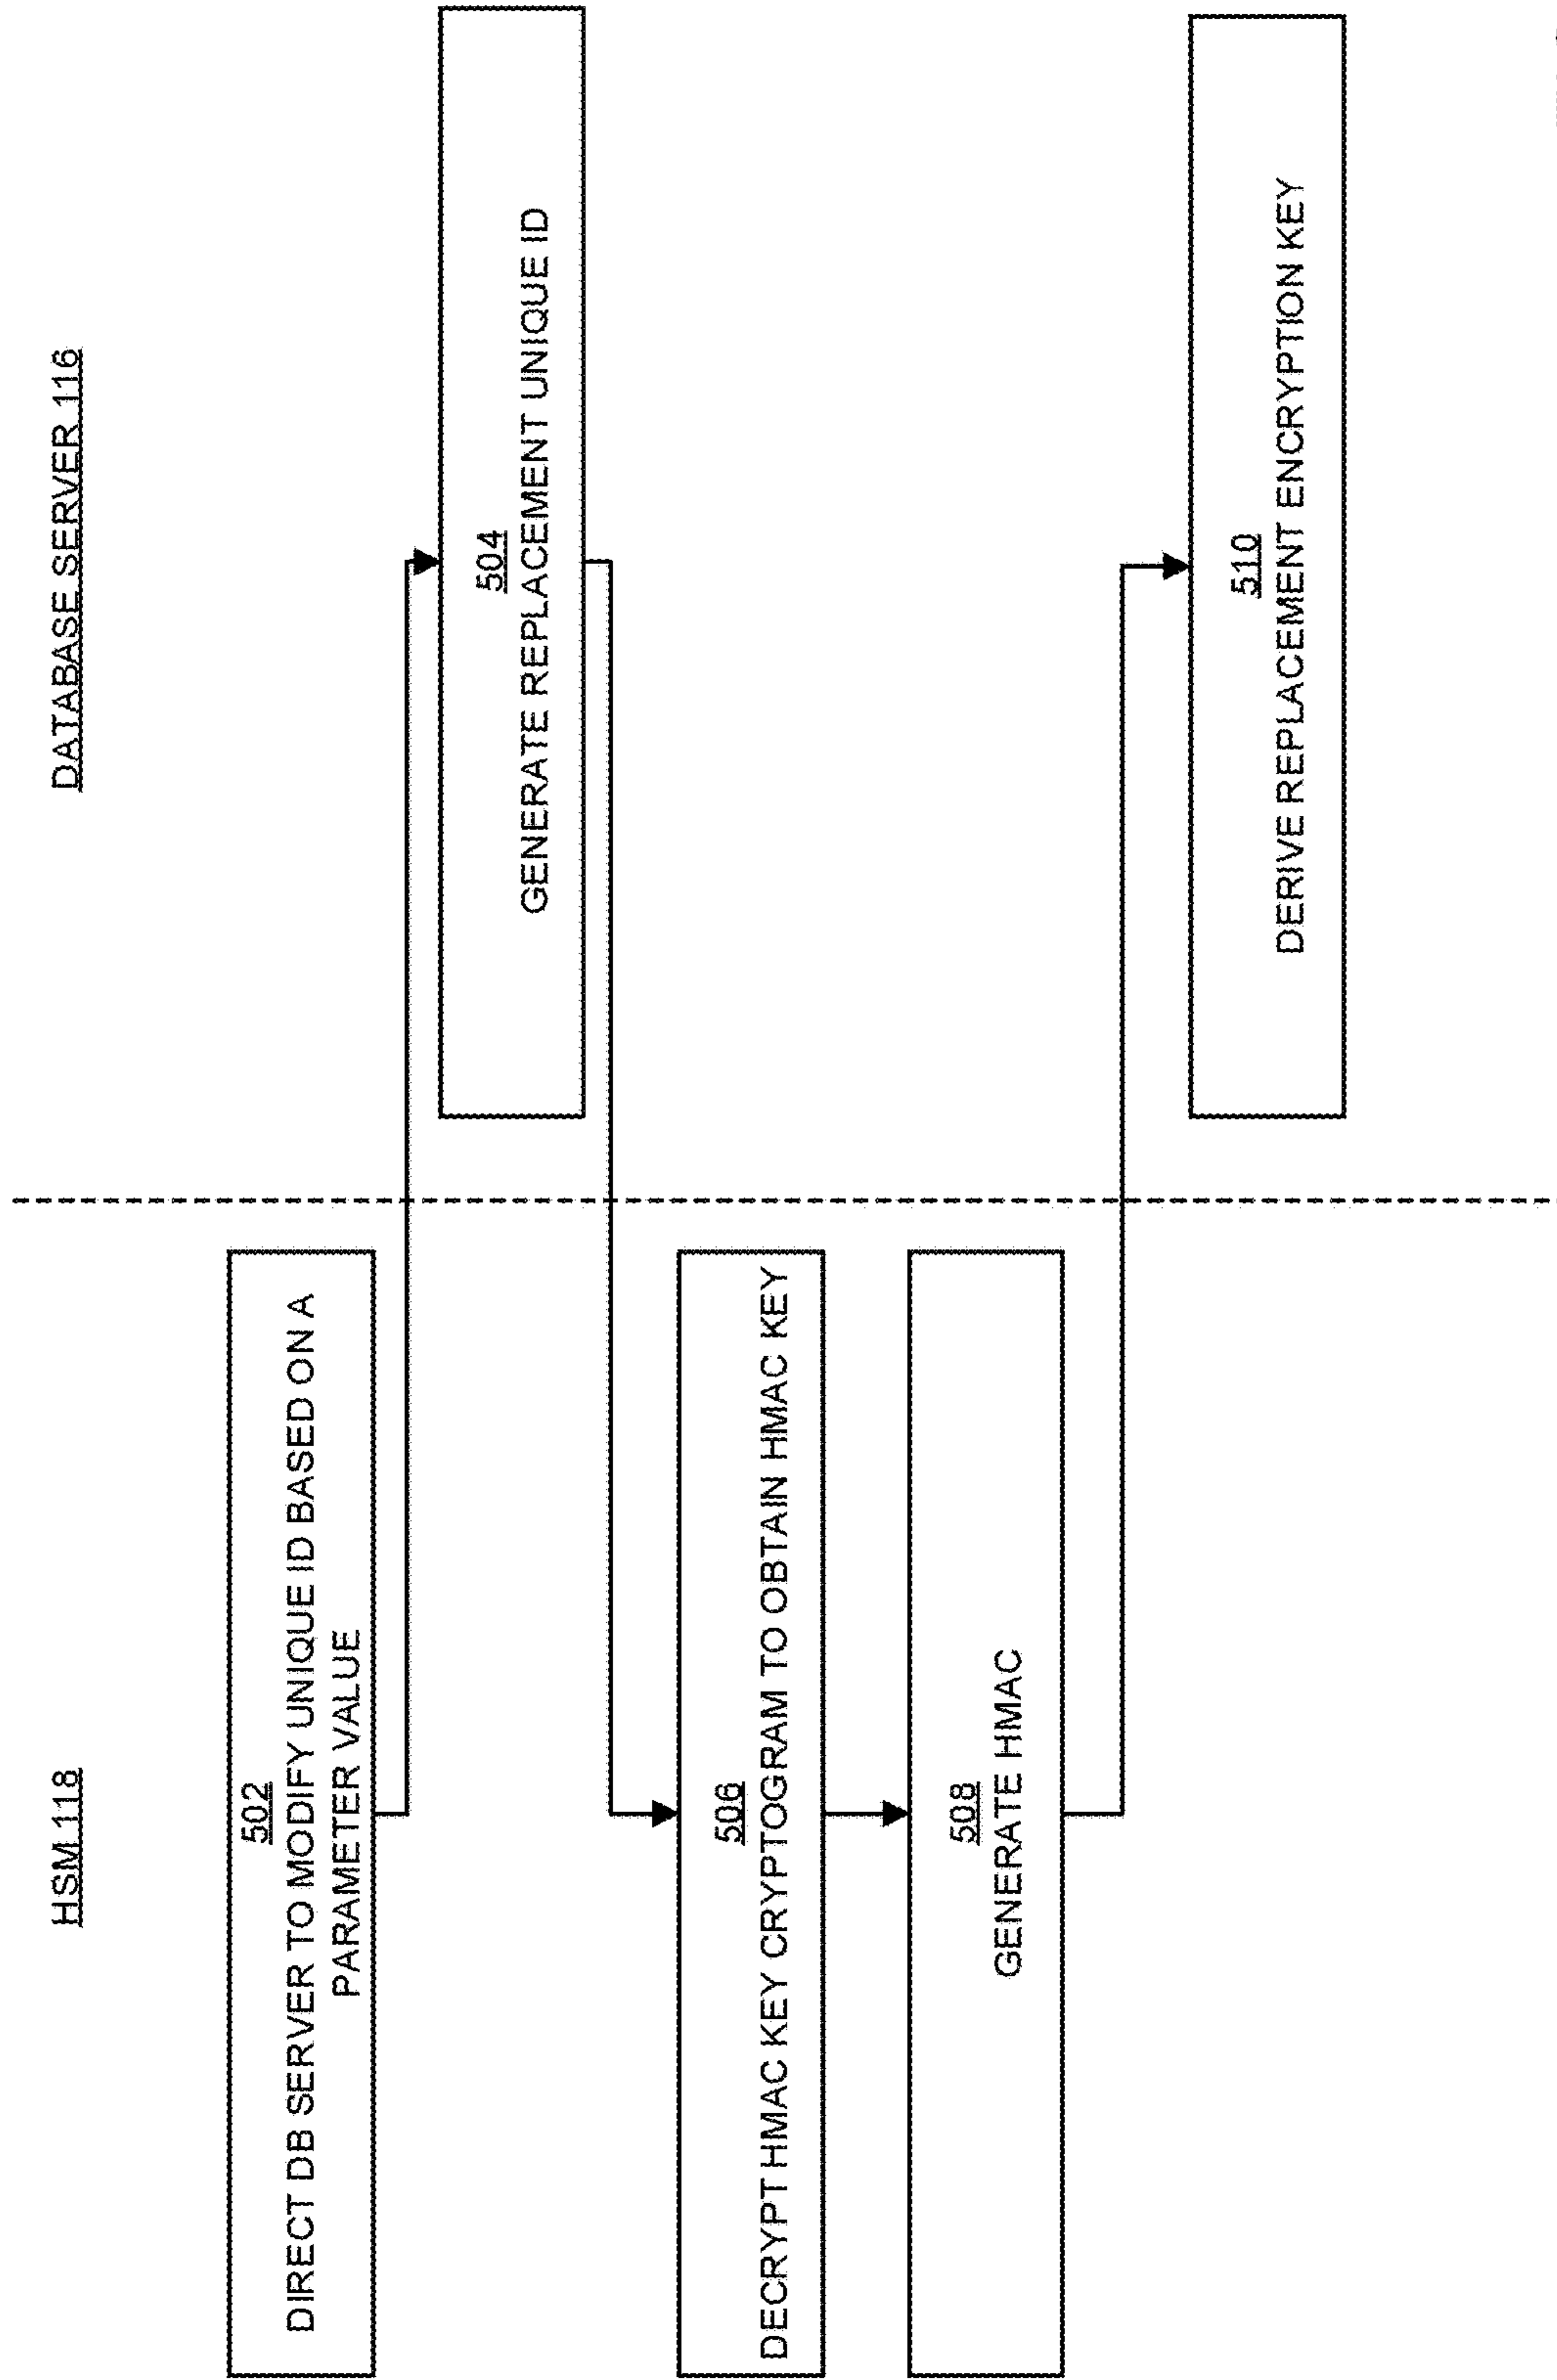 HSM 118
DATABASE SERVER 116
502
DIRECT DB SERVER TO MODIFY UNIQUE ID BASED ON A
PARAMETER VALUE
504
GENERATE REPLACEMENT UNIQUE ID
506
DECRYPT HMAC KEY CRYPTOGRAM TO OBTAIN HMAC KEY
508
GENERATE HMAC
510
DERIVE REPLACEMENT ENCRYPTION KEY